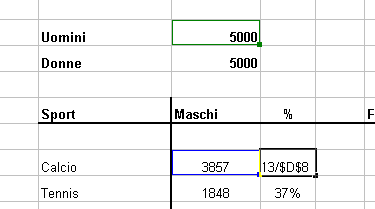 Uomini 5000
Donne 5000
Sport Maschi % F
Calcio 3857 13/$D$8
Tennis 1848 37%